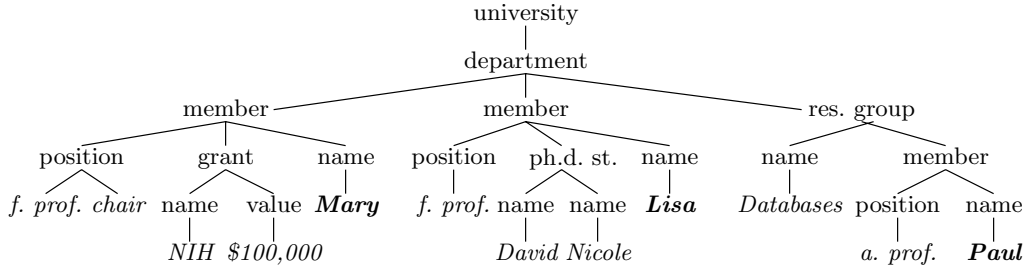 university
department
member member res. group
position grant name position ph.d. st. name name member
f. prof. chair name value Mary f. prof. name name Lisa Databases position name
NIH $100,000 David Nicole a. prof. Paul